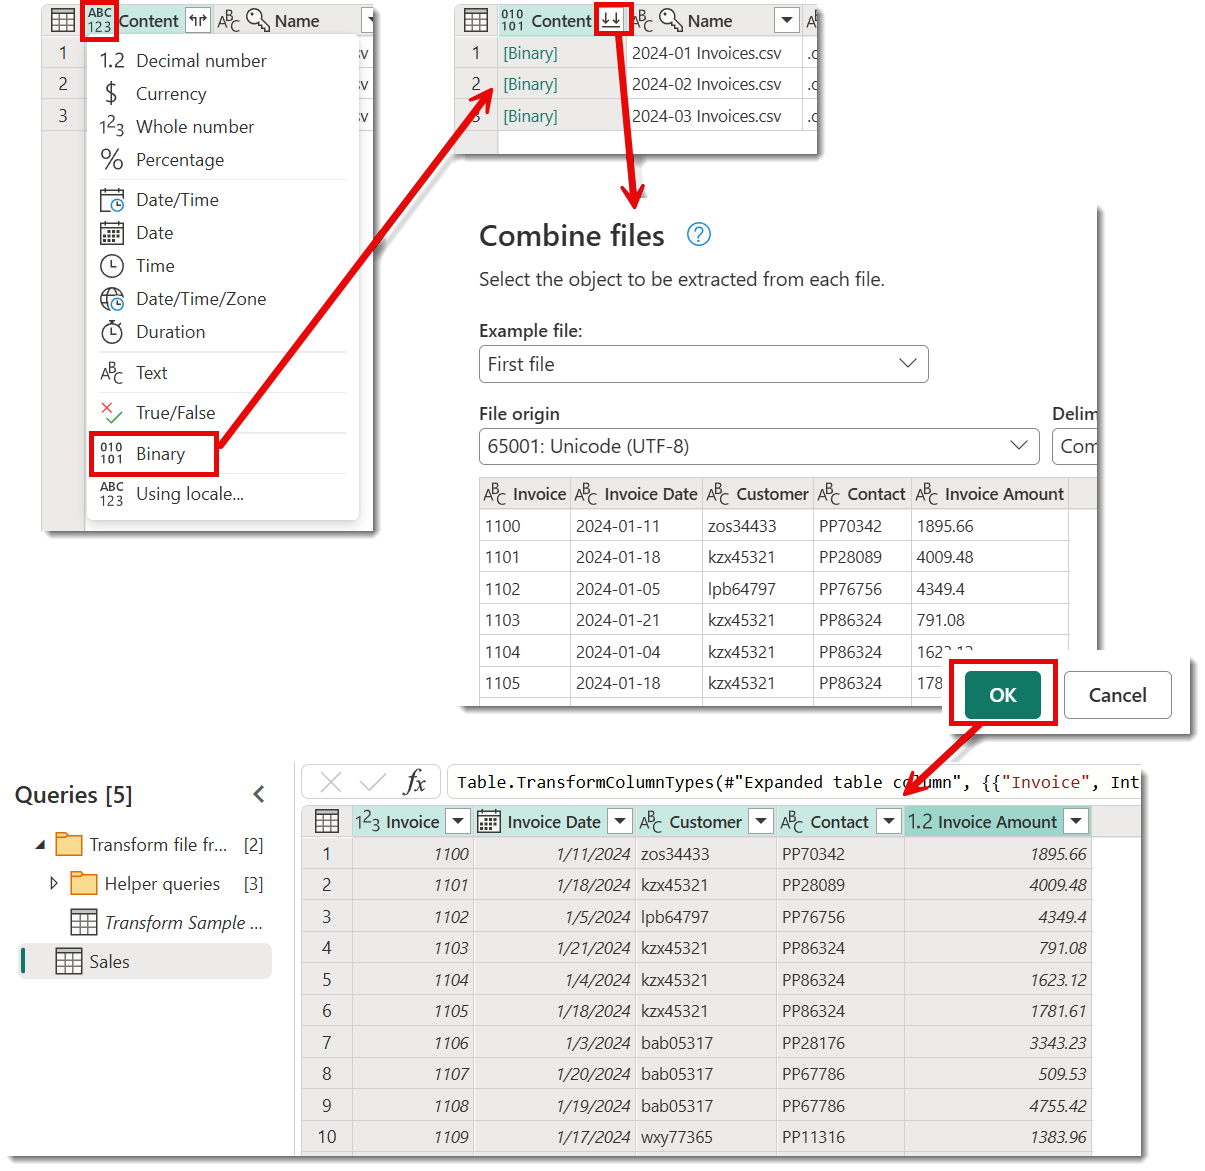 ABC
123
Content
ABC
Name
1
2
3
sv
sv
sv
1.2 Decimal number
$ Currency
123 Whole number
% Percentage
Date/Time
Date
Time
Date/Time/Zone
Duration
ABC Text
True/False
010
101
Binary
ABC
123
Using locale...
010
101
Content
ABC
Name
1 [Binary] 2024-01 Invoices.csv .c
2 [Binary] 2024-02 Invoices.csv .c
3 [Binary] 2024-03 Invoices.csv .c
Combine files ?
Select the object to be extracted from each file.
Example file:
First file
File origin
Delim
65001: Unicode (UTF-8)
Com
ABC Invoice ABC Invoice Date ABC Customer ABC Contact ABC Invoice Amount
1100 2024-01-11 zos34433 PP70342 1895.66
1101 2024-01-18 kzx45321 PP28089 4009.48
1102 2024-01-05 lpb64797 PP76756 4349.4
1103 2024-01-21 kzx45321 PP86324 791.08
1104 2024-01-04 kzx45321 PP86324 1623.12
1105 2024-01-18 kzx45321 PP86324 178
OK
Cancel
Queries [5]
Transform file fr... [2]
Helper queries [3]
Transform Sample ...
Sales
fx
Table.TransformColumnTypes(#"Expanded table column", {{"Invoice", Int
123 Invoice Invoice Date ABC Customer ABC Contact 1.2 Invoice Amount
1 1100 1/11/2024 zos34433 PP70342 1895.66
2 1101 1/18/2024 kzx45321 PP28089 4009.48
3 1102 1/5/2024 lpb64797 PP76756 4349.4
4 1103 1/21/2024 kzx45321 PP86324 791.08
5 1104 1/4/2024 kzx45321 PP86324 1623.12
6 1105 1/18/2024 kzx45321 PP86324 1781.61
7 1106 1/3/2024 bab05317 PP28176 3343.23
8 1107 1/20/2024 bab05317 PP67786 509.53
9 1108 1/19/2024 bab05317 PP67786 4755.42
10 1109 1/17/2024 wxy77365 PP11316 1383.96